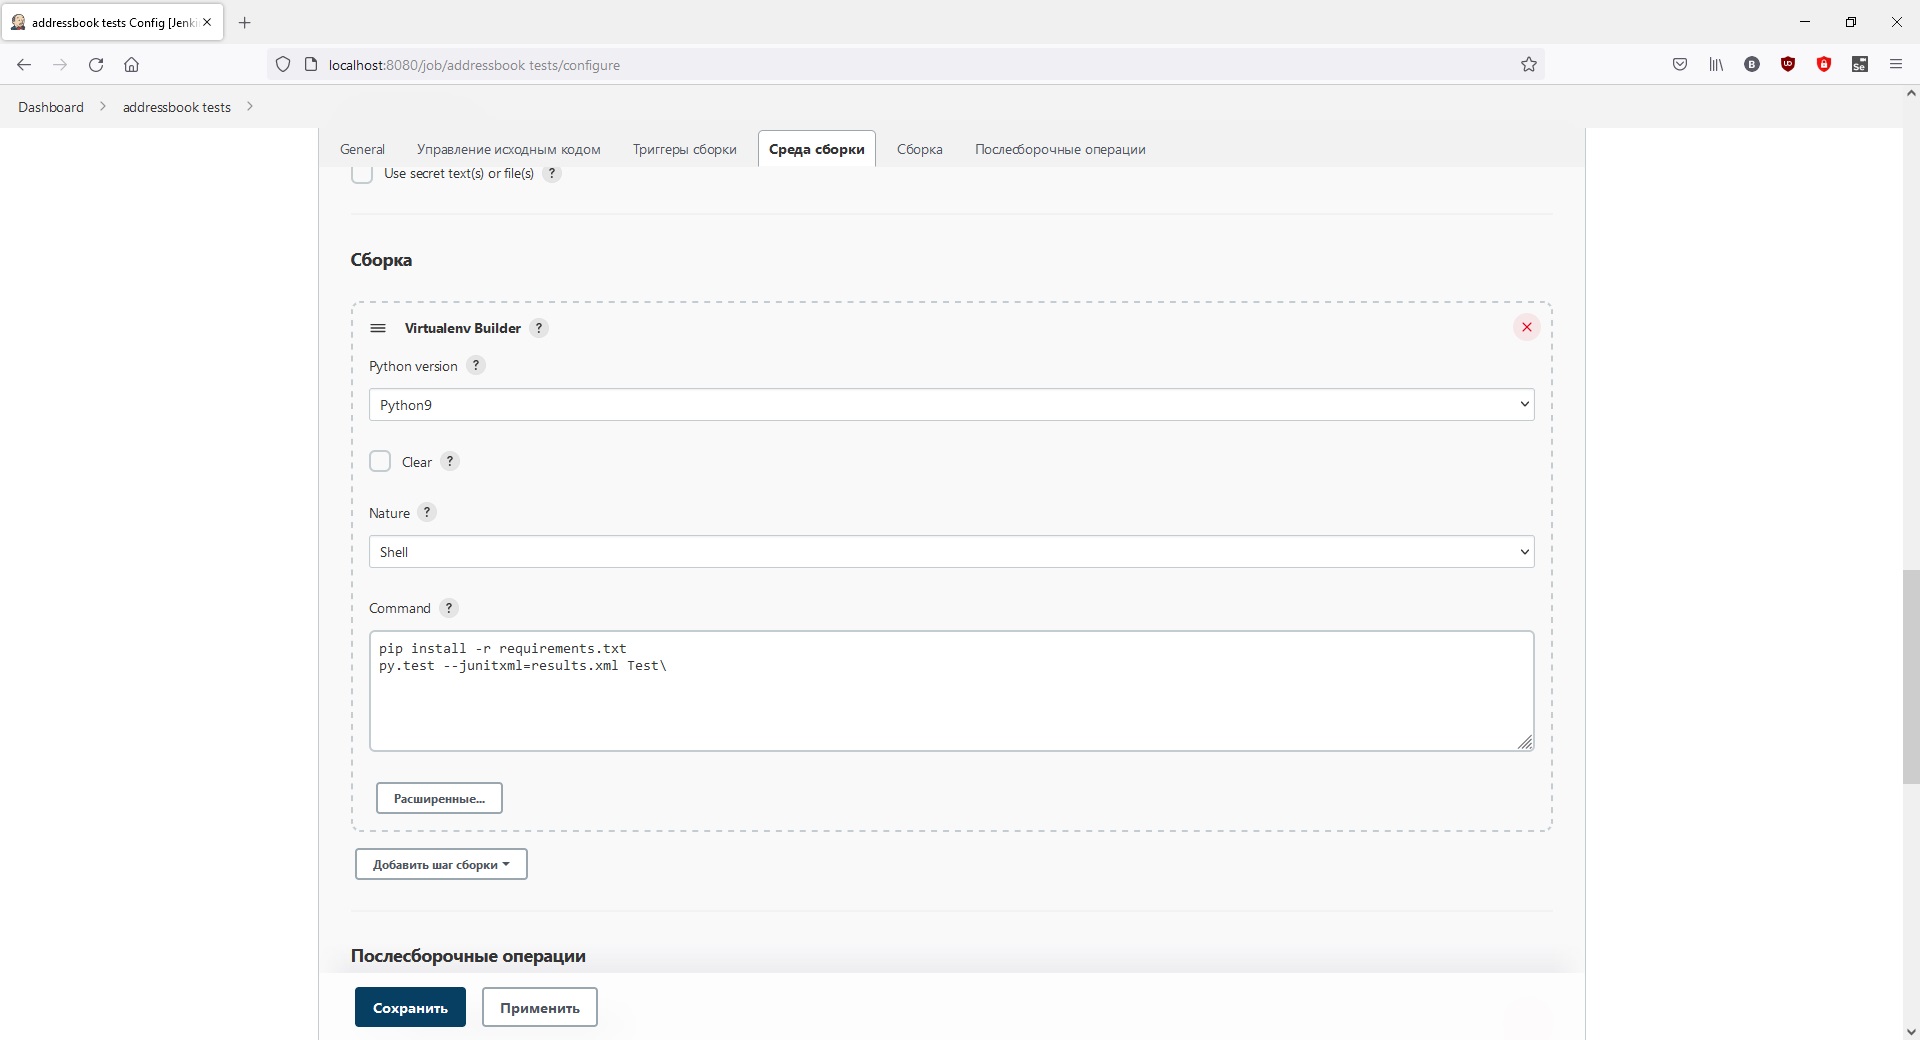 addressbook tests Config [Jenki
localhost:8080/job/addressbook tests/configure
Dashboard
addressbook tests
General
Управление исходным кодом
Триггеры сборки
Среда сборки
Сборка
Послесборочные операции
Use secret text(s) or file(s) ?
Сборка
Virtualenv Builder ?
Python version ?
Python9
Clear ?
Nature ?
Shell
Command ?
pip install -r requirements.txt
py.test --junitxml=results.xml Test\
Расширенные...
Добавить шаг сборки
Послесборочные операции
Сохранить
Применить